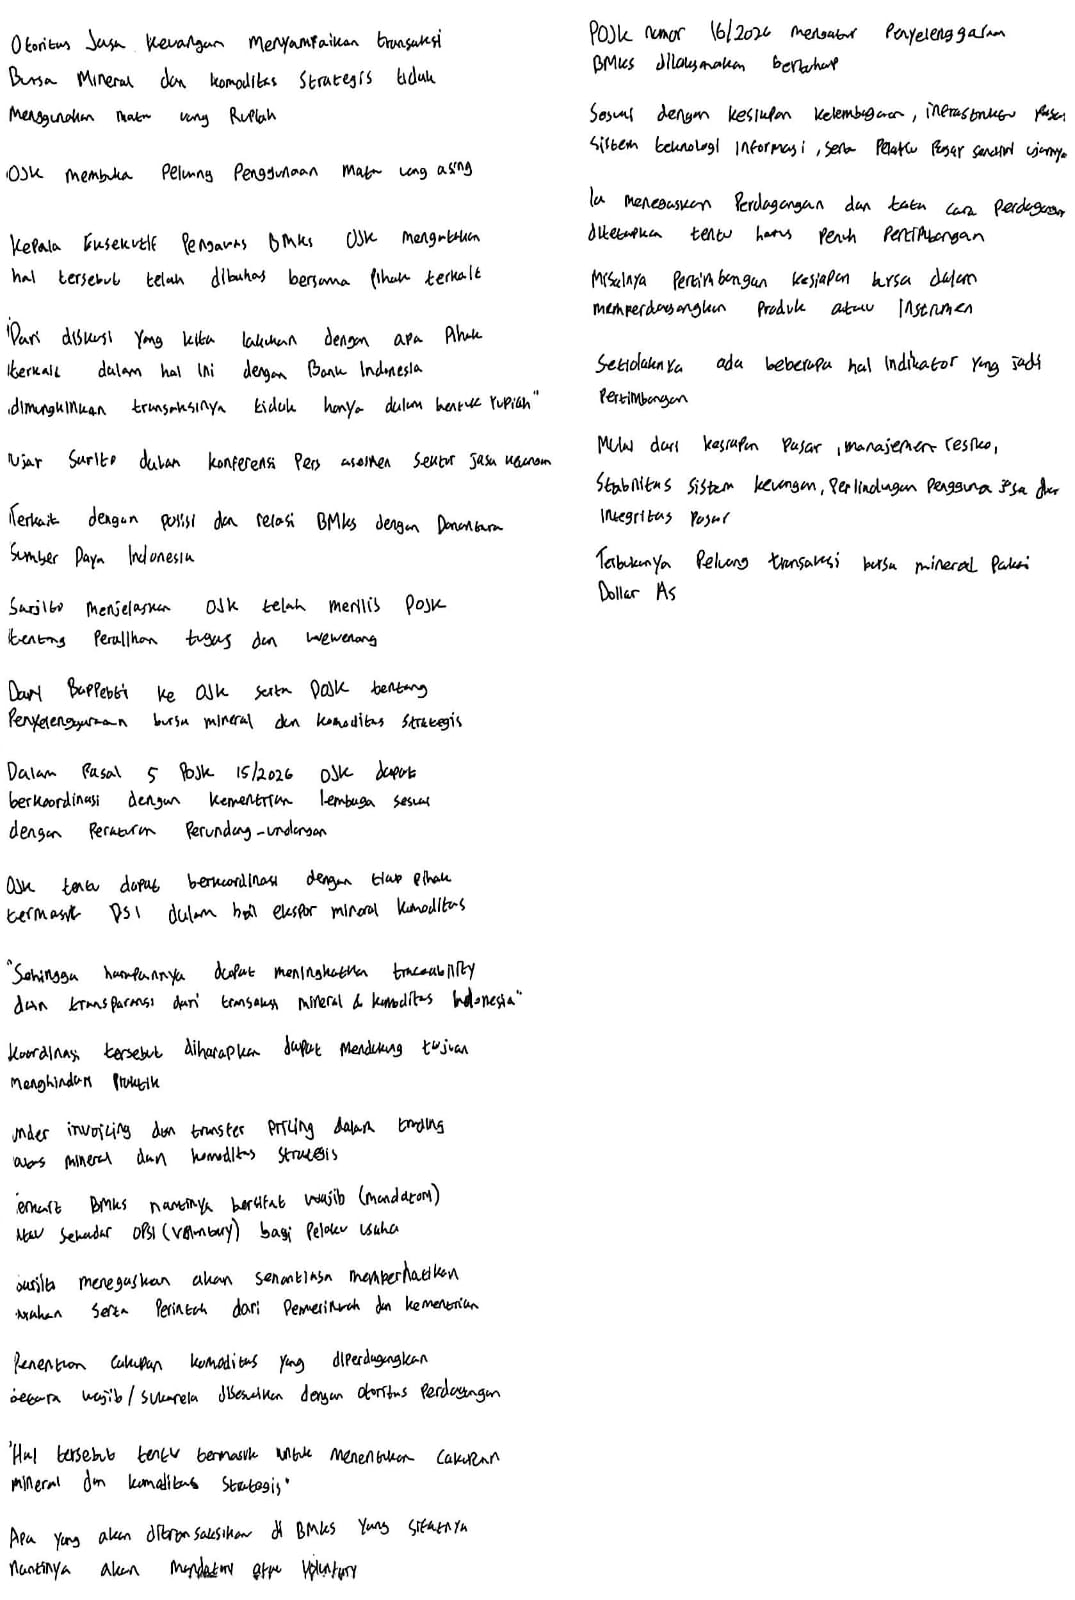 Otoritas Jasa Keuangan menyampaikan transaksi
Bursa Mineral dan komoditas Strategis tidak
menggunakan mata uang Rupiah
OJK membuka Peluang Penggunaan Mata uang asing
Kepala Eksekutif Pengawas BMKS OJK mengatakan
hal tersebut telah dibahas bersama Pihak terkait
"Dari diskusi yang kita lakukan dengan apa Pihak
terkait dalam hal ini dengan Bank Indonesia
dimungkinkan transaksinya tidak hanya dalam bentuk rupiah"
Ujar Surito dalam konferensi Pers asesmen Sektor jasa
Terkait dengan posisi dan relasi BMKS dengan Danantara
Sumber Daya Indonesia
Sarjito menjelaskan OJK telah merilis POJK
tentang Peralihan tugas dan wewenang
Dari Bappebti ke OJK serta POJK tentang
Penyelenggaraan bursa mineral dan komoditas Strategis
Dalam Pasal 5 POJK 15/2026 OJK dapat
berkoordinasi dengan kementrian lembaga sesuai
dengan Peraturan Perundang-undangan
OJK tentu dapat berkoordinasi dengan tiap Pihak
termasuk DSI dalam hal ekspor mineral komoditas
"Sehingga harapannya dapat meningkatkan traceability
dan transparansi dari transaksi mineral & komoditas Indonesia"
Koordinasi tersebut diharapkan dapat Mendukung tujuan
Menghindari Praktik
under invoicing dan transfer Pricing dalam trading
mineral dan komoditas Strategis
BMKS nantinya bersifat wajib (mandatory)
atau Sekadar OPSI (voluntary) bagi Pelaku usaha
menegaskan akan senantiasa memperhatikan
arahan Serta Perintah dari Pemerintah dan kementrian
Penentuan Cakupan komoditas yang diperdagangkan
secara wajib/sukarela disesuaikan dengan otoritas Perdagangan
"Hal tersebut tentu termasuk untuk menentukan cakupan
mineral dan komoditas Strategis"
Apa yang akan ditransaksikan di BMKS yang sifatnya
nantinya akan mandatory atau voluntary
POJK nomor 16/2026 mengatur Penyelenggaraan
BMKS dilaksanakan bertahap
Sesuai dengan kesiapan kelembagaan, infrastruktur Pasar
Sistem teknologi informasi, serta Pelaku Pasar sendiri ujarnya
Ia menegaskan Perdagangan dan tata cara Perdagangan
ditetapkan tentu harus Penuh Pertimbangan
Misalnya Pertimbangan kesiapan bursa dalam
memperdagangkan Produk atau Instrumen
Setidaknya ada beberapa hal indikator yang jadi
Pertimbangan
Mulai dari kesiapan Pasar, manajemen resiko,
Stabilitas Sistem keuangan, Perlindungan Pengguna jasa dan
Integritas Pasar
Terbukanya Peluang transaksi bursa mineral Pakai
Dollar AS